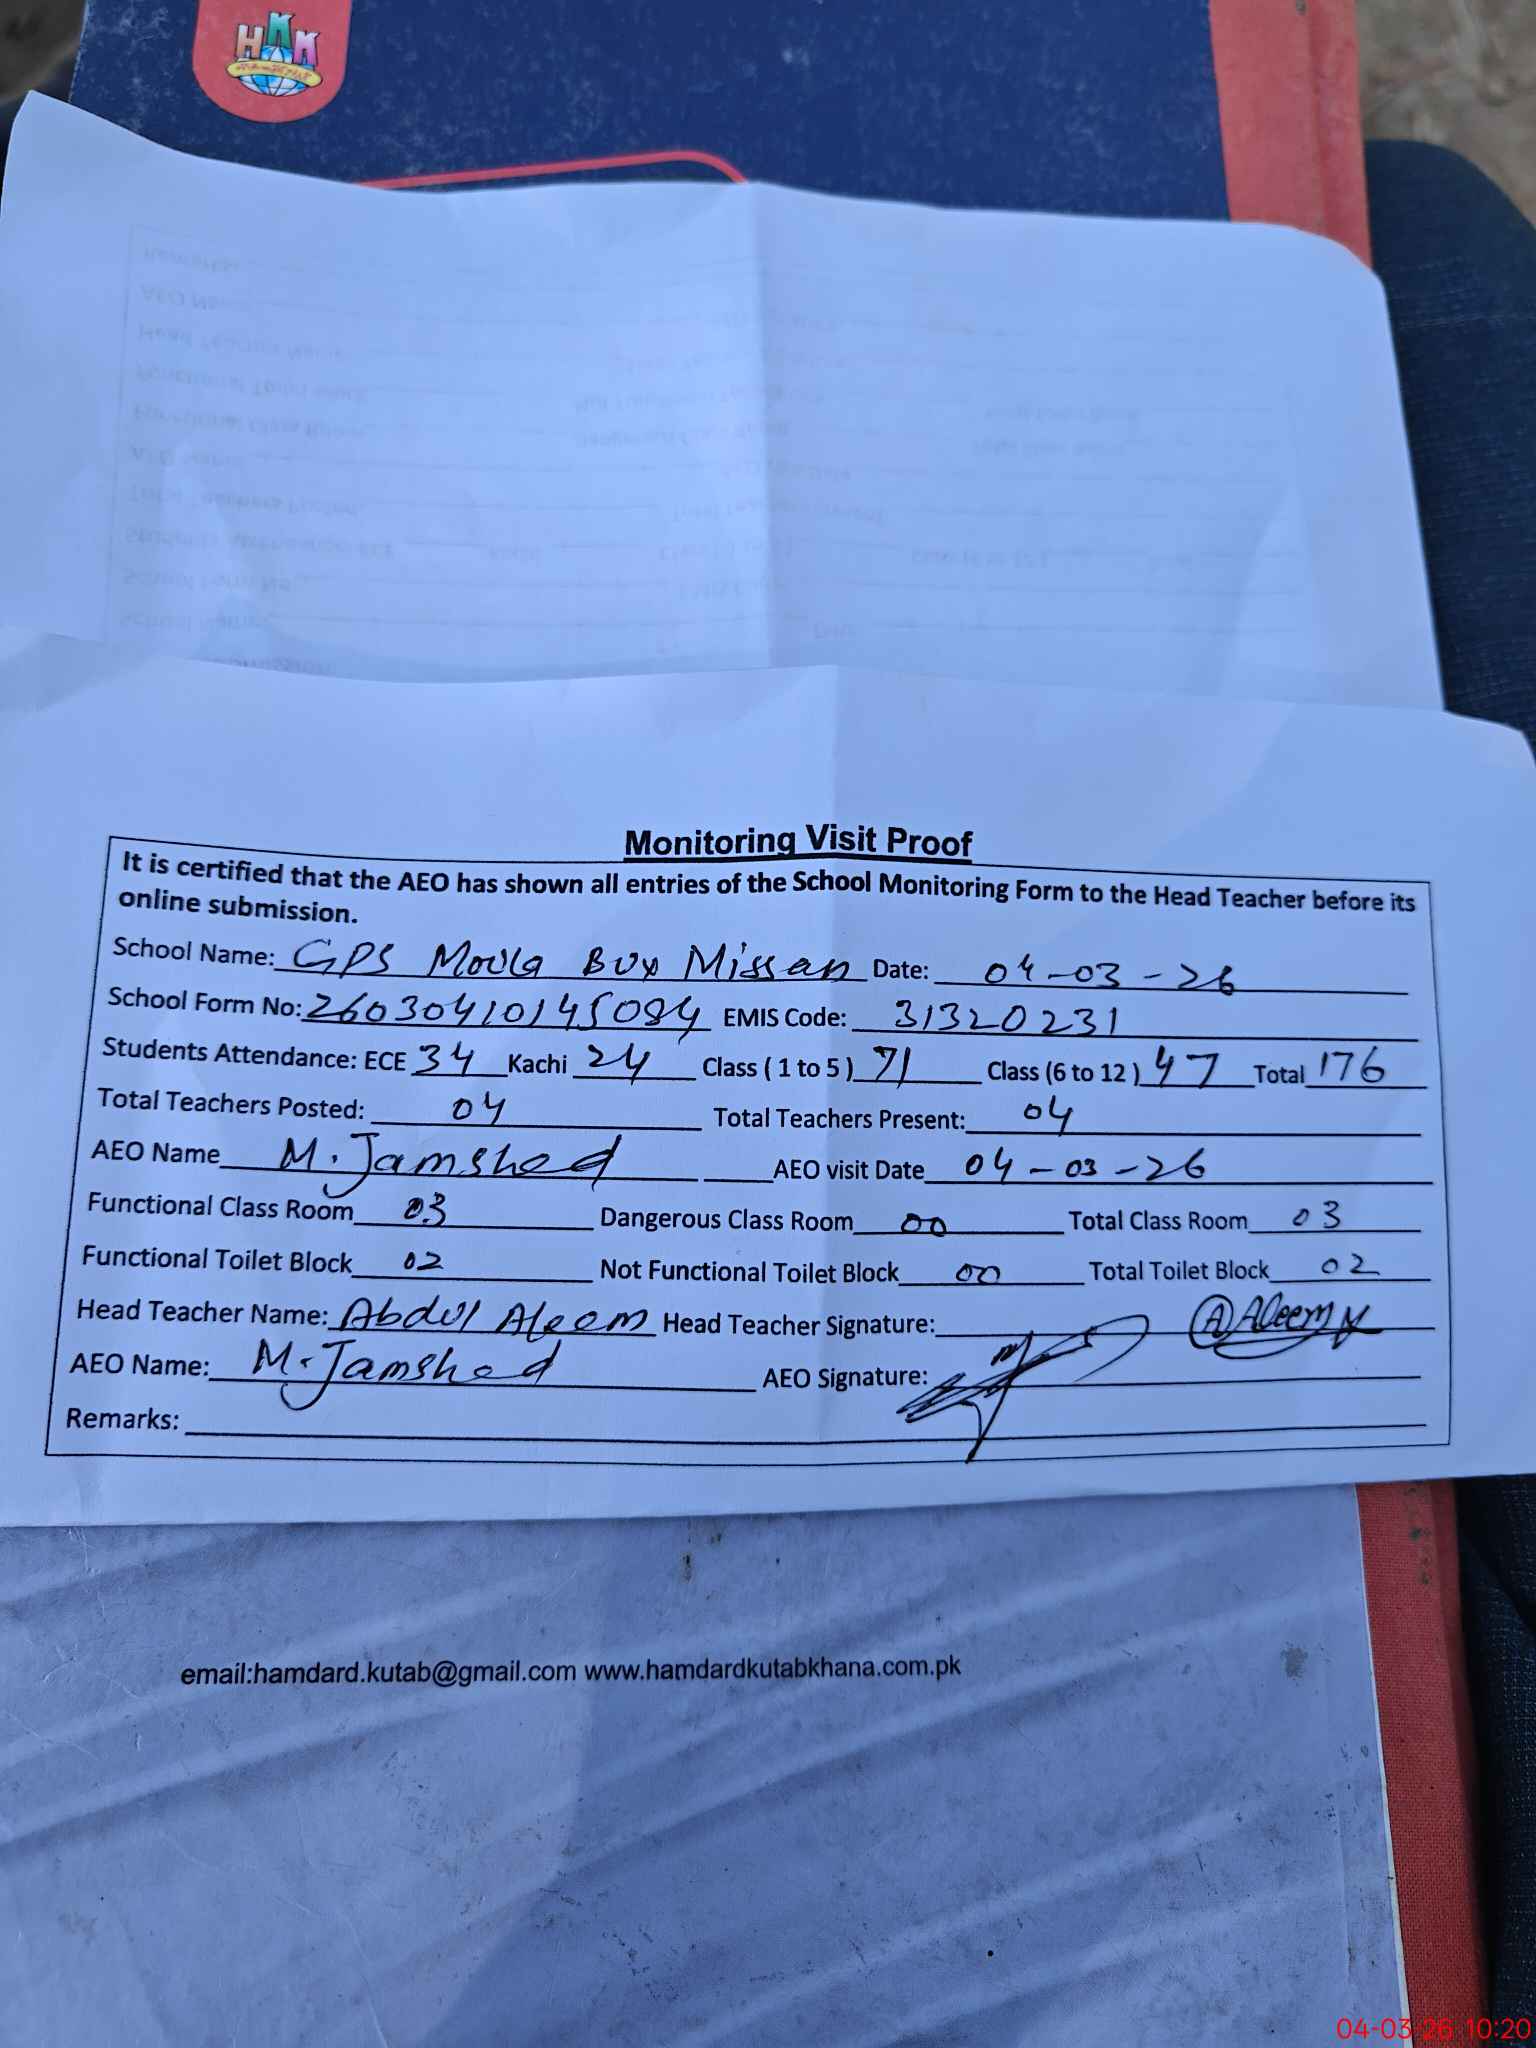 HKK
Monitoring Visit Proof
It is certified that the AEO has shown all entries of the School Monitoring Form to the Head Teacher before its
online submission.
School Name: GPS Moula Bux Missan Date: 04-03-26
School Form No: 26030410145084 EMIS Code: 31320231
Students Attendance: ECE 34 Kachi 24 Class ( 1 to 5 ) 71 Class (6 to 12 ) 47 Total 176
Total Teachers Posted: 04 Total Teachers Present: 04
AEO Name M. Jamshed AEO visit Date 04-03-26
Functional Class Room 03 Dangerous Class Room 00 Total Class Room 03
Functional Toilet Block 02 Not Functional Toilet Block 00 Total Toilet Block 02
Head Teacher Name: Abdul Aleem Head Teacher Signature: A Aleem
AEO Name: M. Jamshed AEO Signature:
Remarks:
email:hamdard.kutab@gmail.com www.hamdardkutabkhana.com.pk
04-03-26 10:20